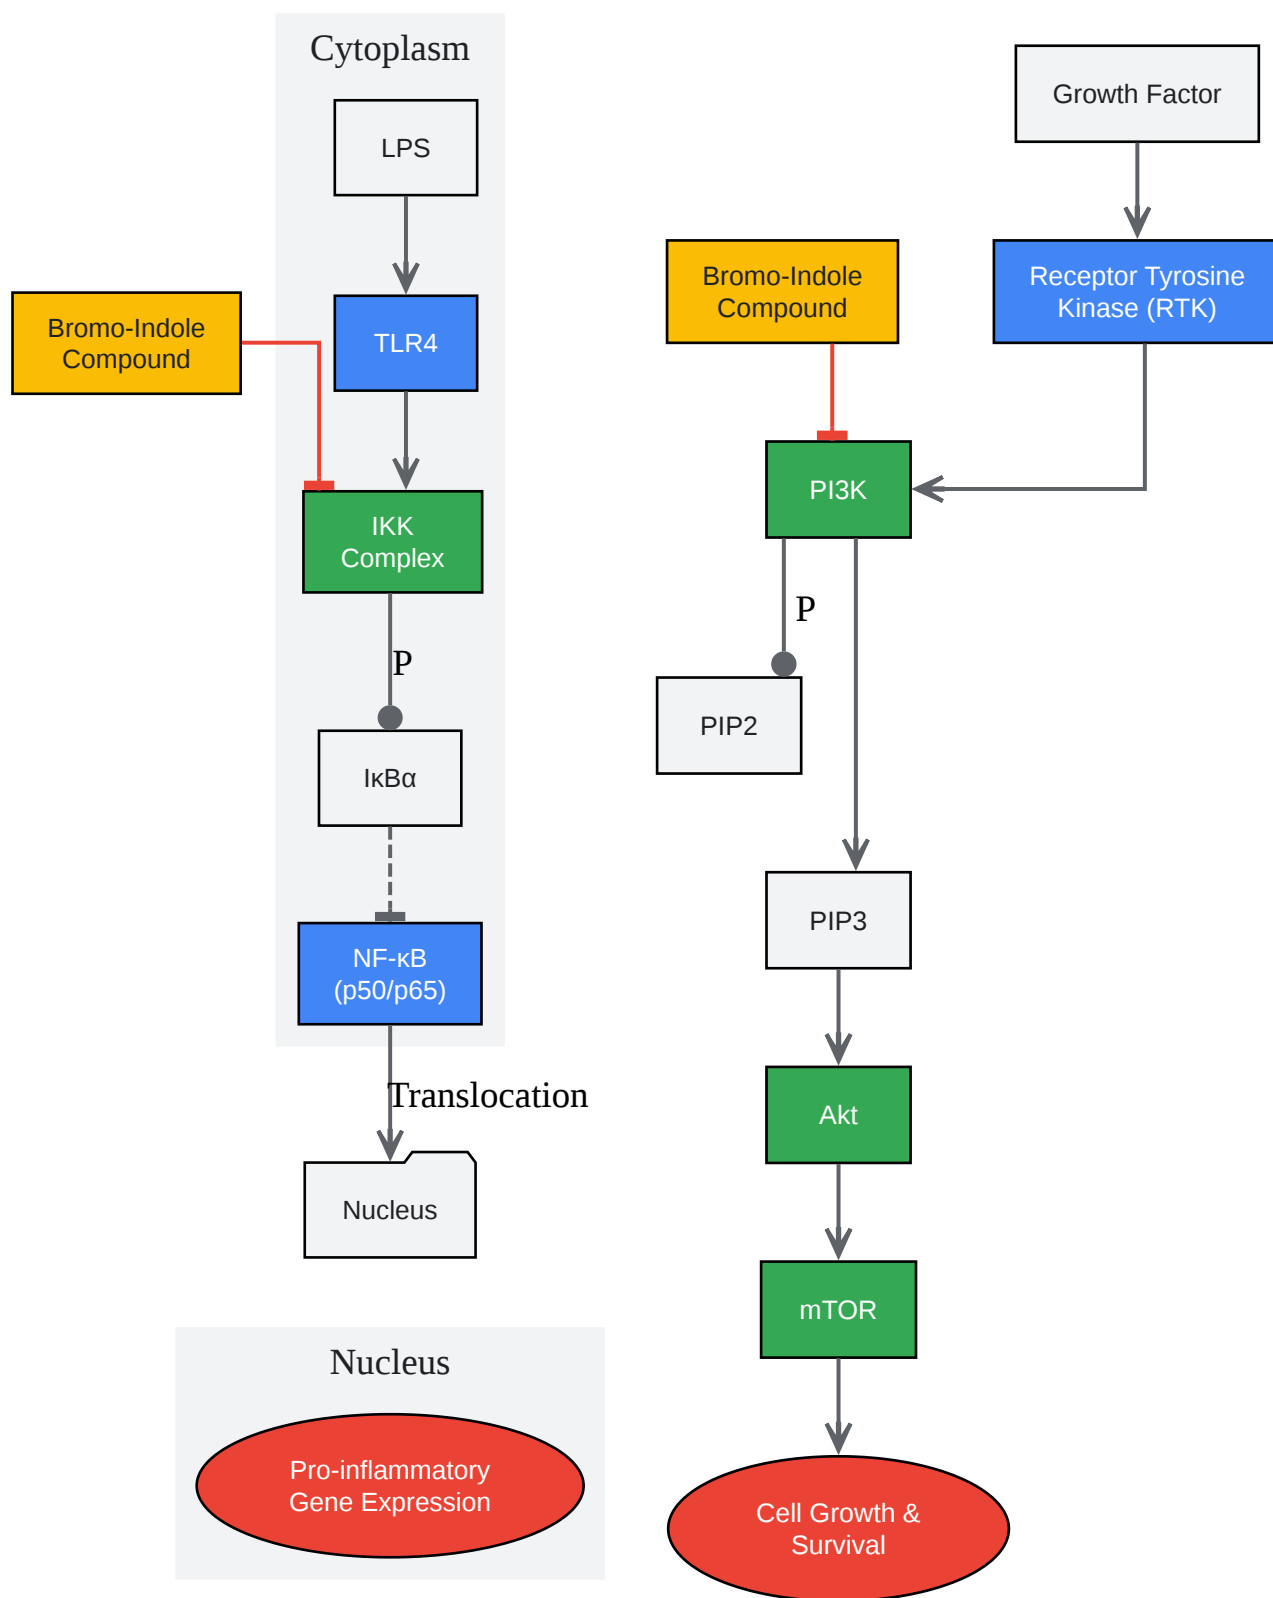 Cytoplasm
LPS
Bromo-Indole
Compound
TLR4
IKK
Complex
P
IκBα
NF-κB
(p50/p65)
Translocation
Nucleus
Nucleus
Pro-inflammatory
Gene Expression
Growth Factor
Bromo-Indole
Compound
Receptor Tyrosine
Kinase (RTK)
PI3K
P
PIP2
PIP3
Akt
mTOR
Cell Growth &
Survival